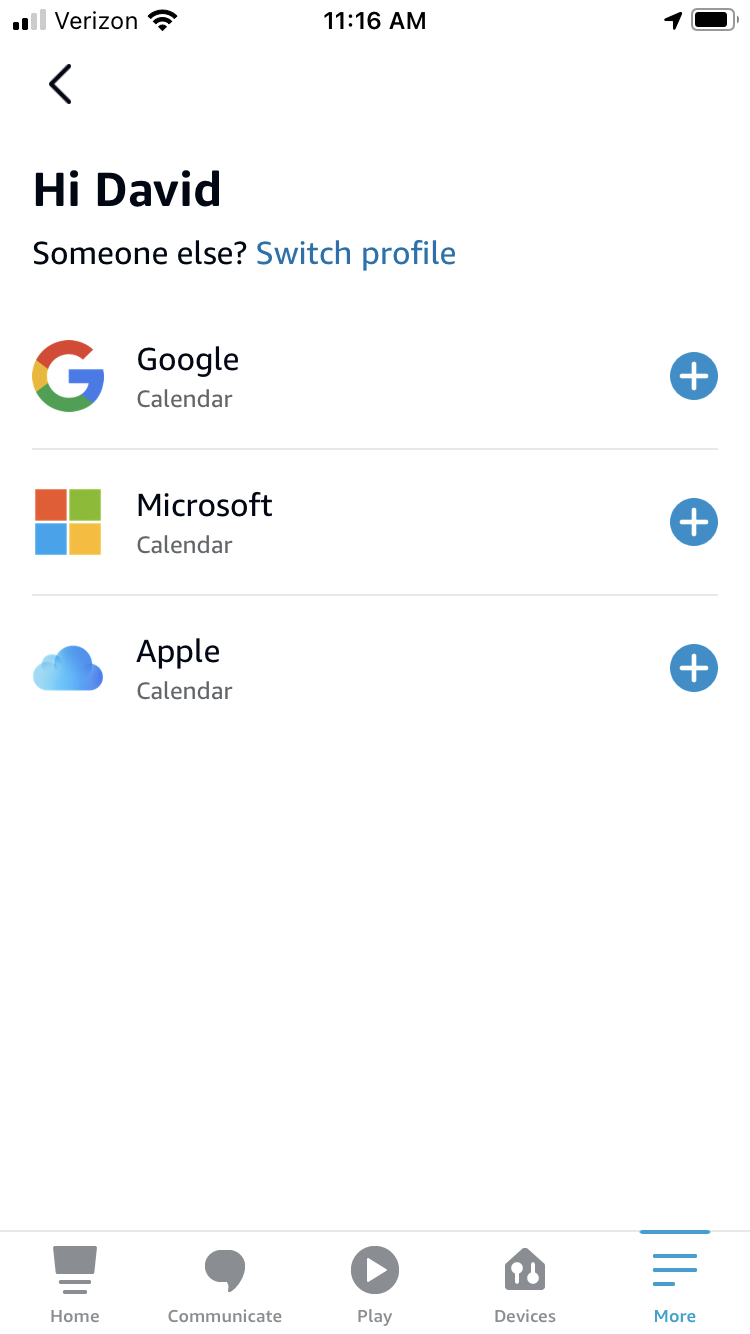 Verizon 11:16 AM
Hi David
Someone else? Switch profile
Google
Calendar
Microsoft
Calendar
Apple
Calendar
Home Communicate Play Devices More